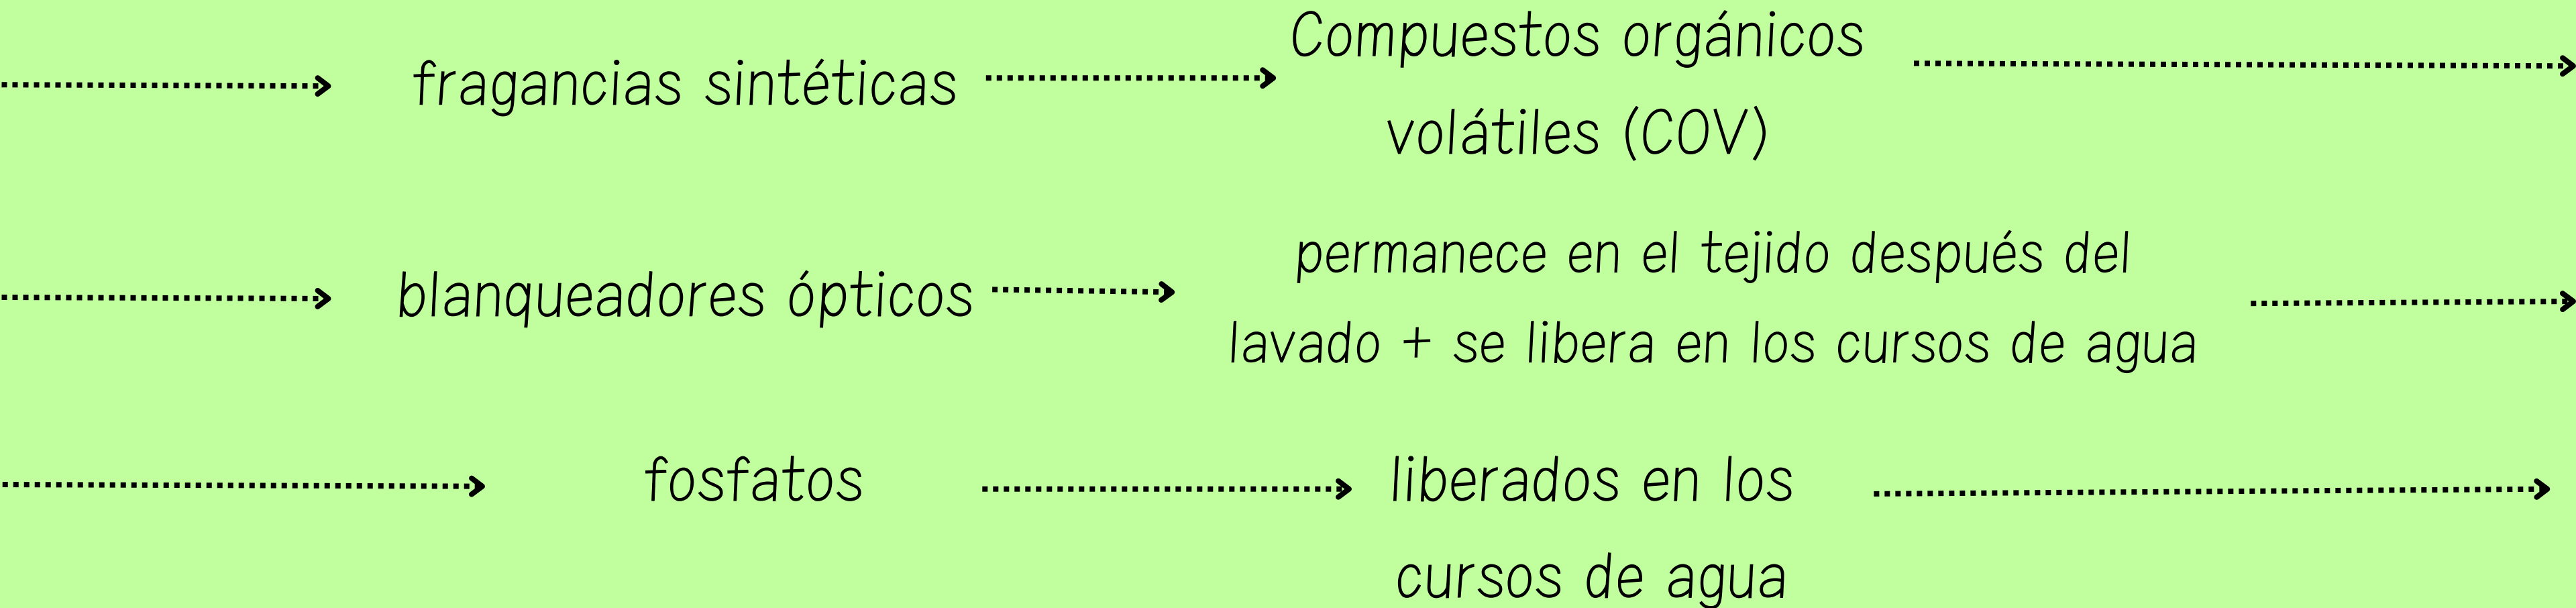 fragancias sintéticas
Compuestos orgánicos
volátiles (COV)
blanqueadores ópticos
permanece en el tejido después del
lavado + se libera en los cursos de agua
fosfatos
liberados en los
cursos de agua